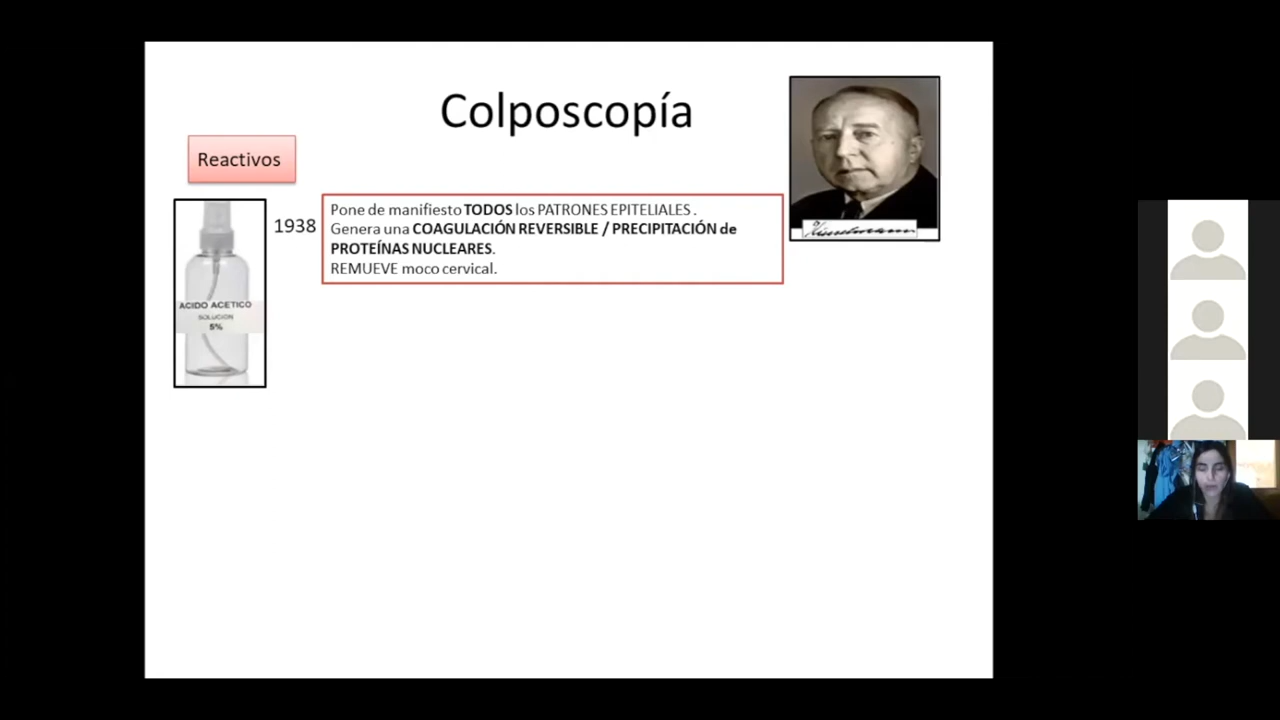 Colposcopía
Reactivos
1938
Pone de manifiesto TODOS los PATRONES EPITELIALES .
Genera una COAGULACIÓN REVERSIBLE / PRECIPITACIÓN de
PROTEÍNAS NUCLEARES.
REMUEVE moco cervical.
ACIDO ACETICO
SOLUCION
5%
Hinselmann